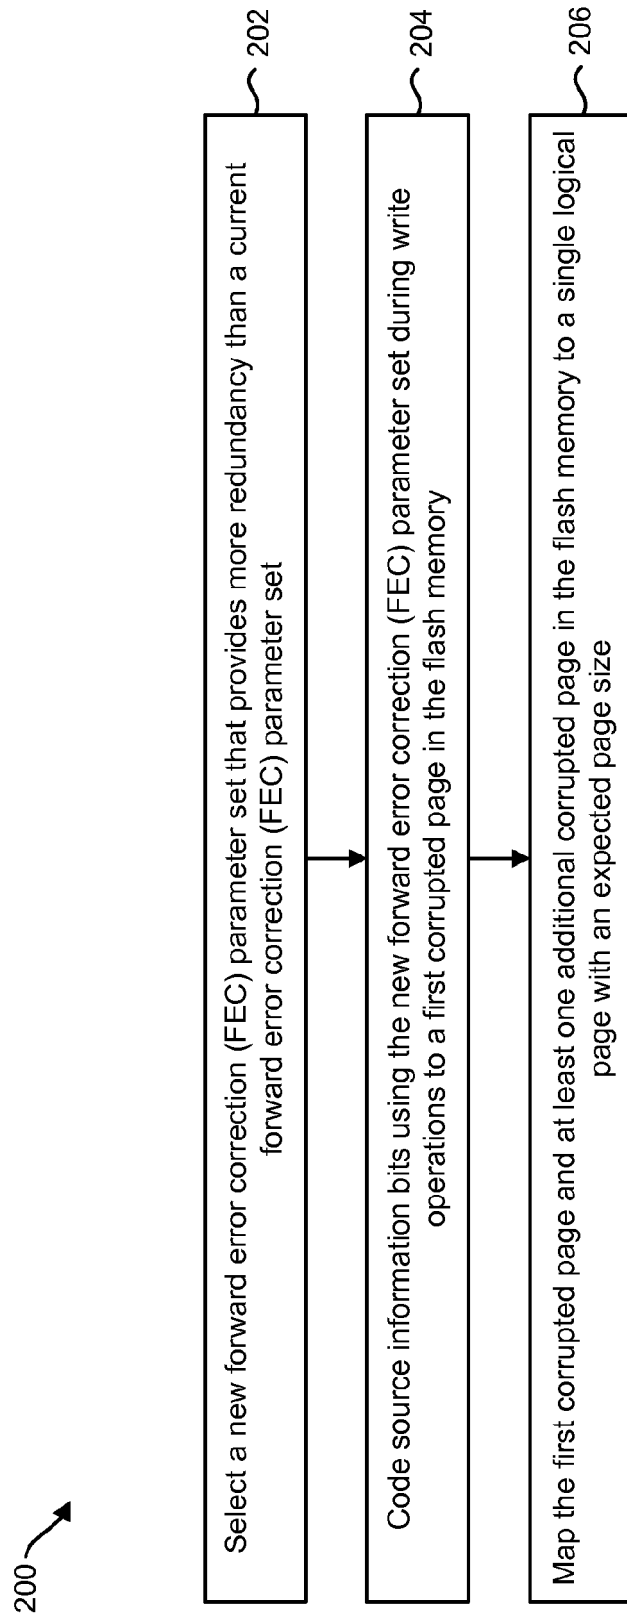 200
Select a new forward error correction (FEC) parameter set that provides more redundancy than a current
forward error correction (FEC) parameter set
202
Code source information bits using the new forward error correction (FEC) parameter set during write
operations to a first corrupted page in the flash memory
204
Map the first corrupted page and at least one additional corrupted page in the flash memory to a single logical
page with an expected page size
206